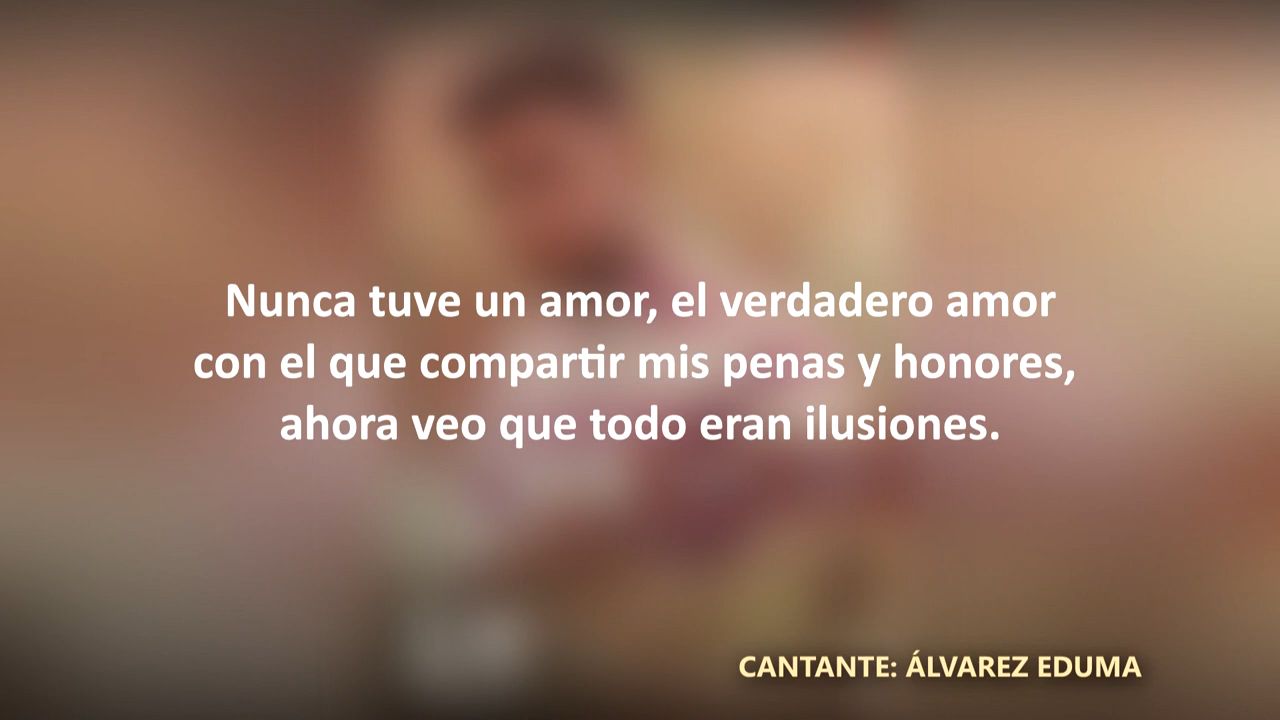 Nunca tuve un amor, el verdadero amor
con el que compartir mis penas y honores,
ahora veo que todo eran ilusiones.
CANTANTE: ÁLVAREZ EDUMA